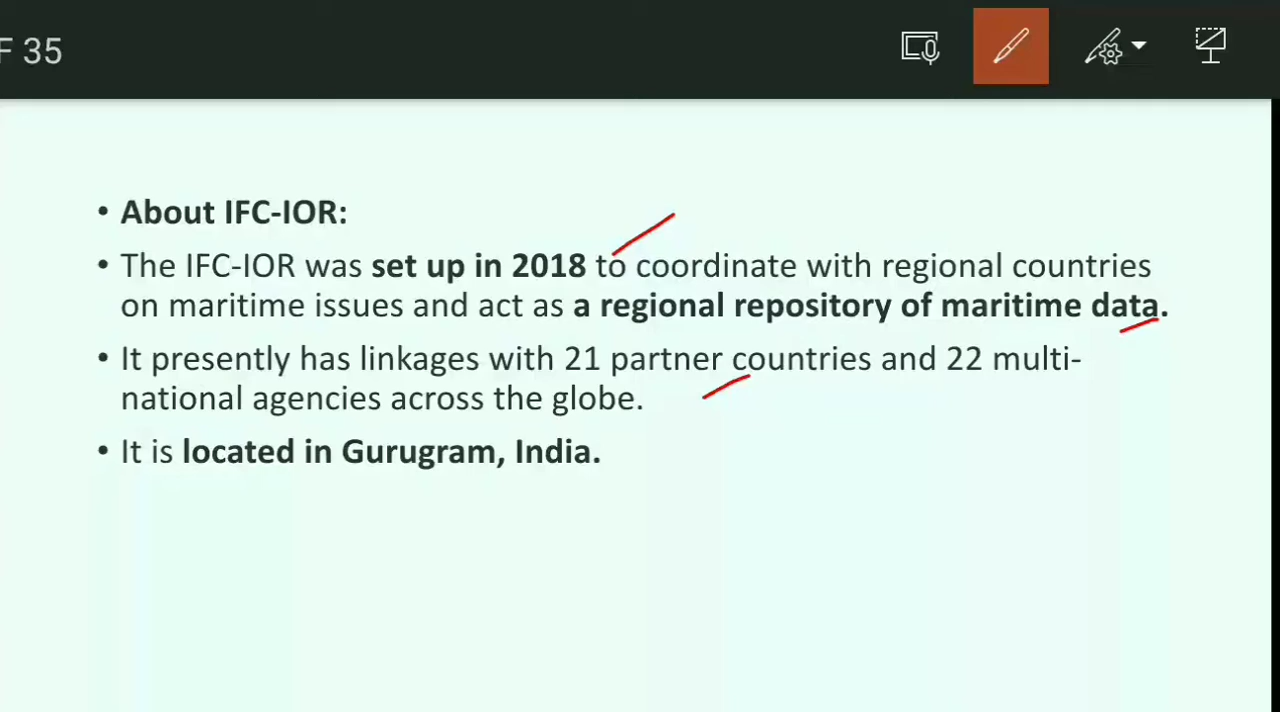 F 35
• About IFC-IOR:
• The IFC-IOR was set up in 2018 to coordinate with regional countries
on maritime issues and act as a regional repository of maritime data.
• It presently has linkages with 21 partner countries and 22 multi-
national agencies across the globe.
• It is located in Gurugram, India.